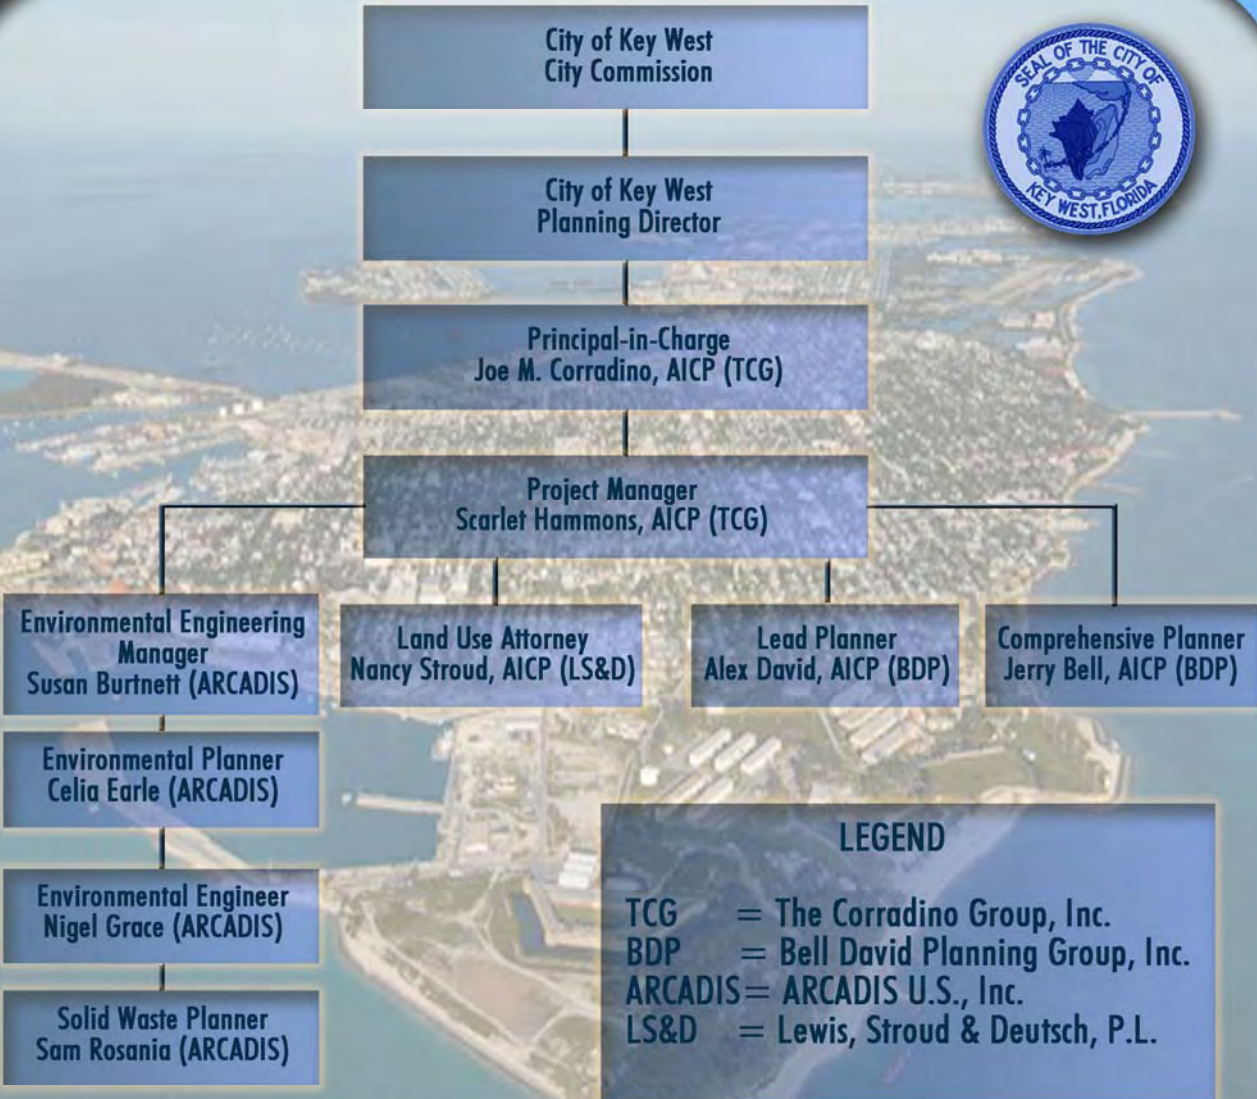 City of Key West
City Commission
SEAL OF THE CITY OF
KEY WEST, FLORIDA
City of Key West
Planning Director
Principal-in-Charge
Joe M. Corradino, AICP (TCG)
Project Manager
Scarlet Hammons, AICP (TCG)
Environmental Engineering
Manager
Susan Burtnett (ARCADIS)
Land Use Attorney
Nancy Stroud, AICP (LS&D)
Lead Planner
Alex David, AICP (BDP)
Comprehensive Planner
Jerry Bell, AICP (BDP)
Environmental Planner
Celia Earle (ARCADIS)
Environmental Engineer
Nigel Grace (ARCADIS)
Solid Waste Planner
Sam Rosania (ARCADIS)
LEGEND
TCG = The Corradino Group, Inc.
BDP = Bell David Planning Group, Inc.
ARCADIS = ARCADIS U.S., Inc.
LS&D = Lewis, Stroud & Deutsch, P.L.